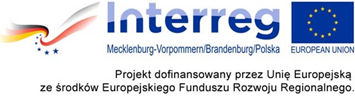 Interreg
Mecklenburg-Vorpommern/Brandenburg/Polska
EUROPEAN UNION
Projekt dofinansowany przez Unię Europejską
ze środków Europejskiego Funduszu Rozwoju Regionalnego.